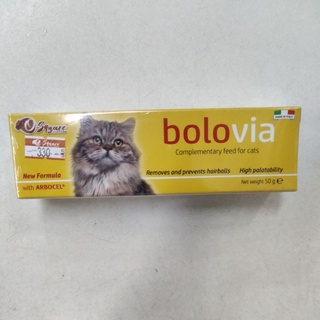 bolovia
Complementary feed for cats
Removes and prevents hairballs
High palatability
New Formula
with ARBOCEL®
Net weight 50 g ℮
330